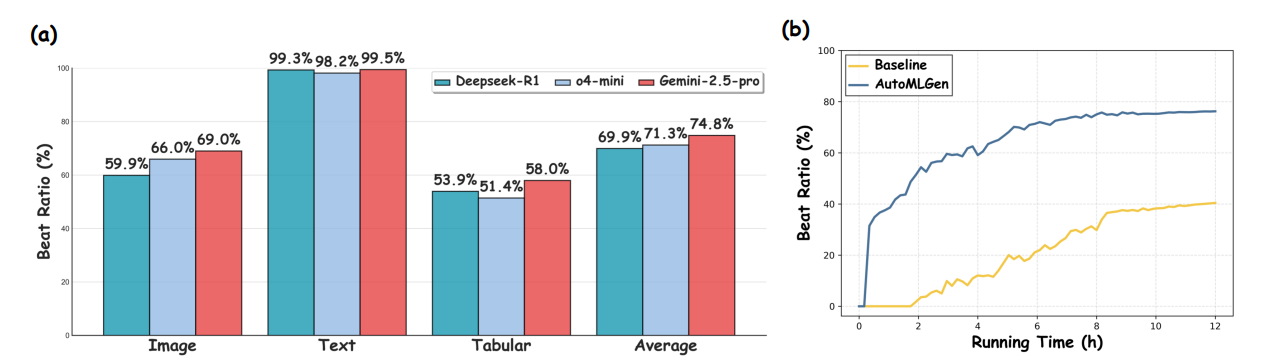 (a)
Beat Ratio (%)
100
80
60
40
20
0
Deepseek-R1 o4-mini Gemini-2.5-pro
59.9% 66.0% 69.0%
99.3% 98.2% 99.5%
53.9% 51.4% 58.0%
69.9% 71.3% 74.8%
Image Text Tabular Average
(b)
Beat Ratio (%)
100
80
60
40
20
0
Baseline
AutoMLGen
0 2 4 6 8 10 12
Running Time (h)